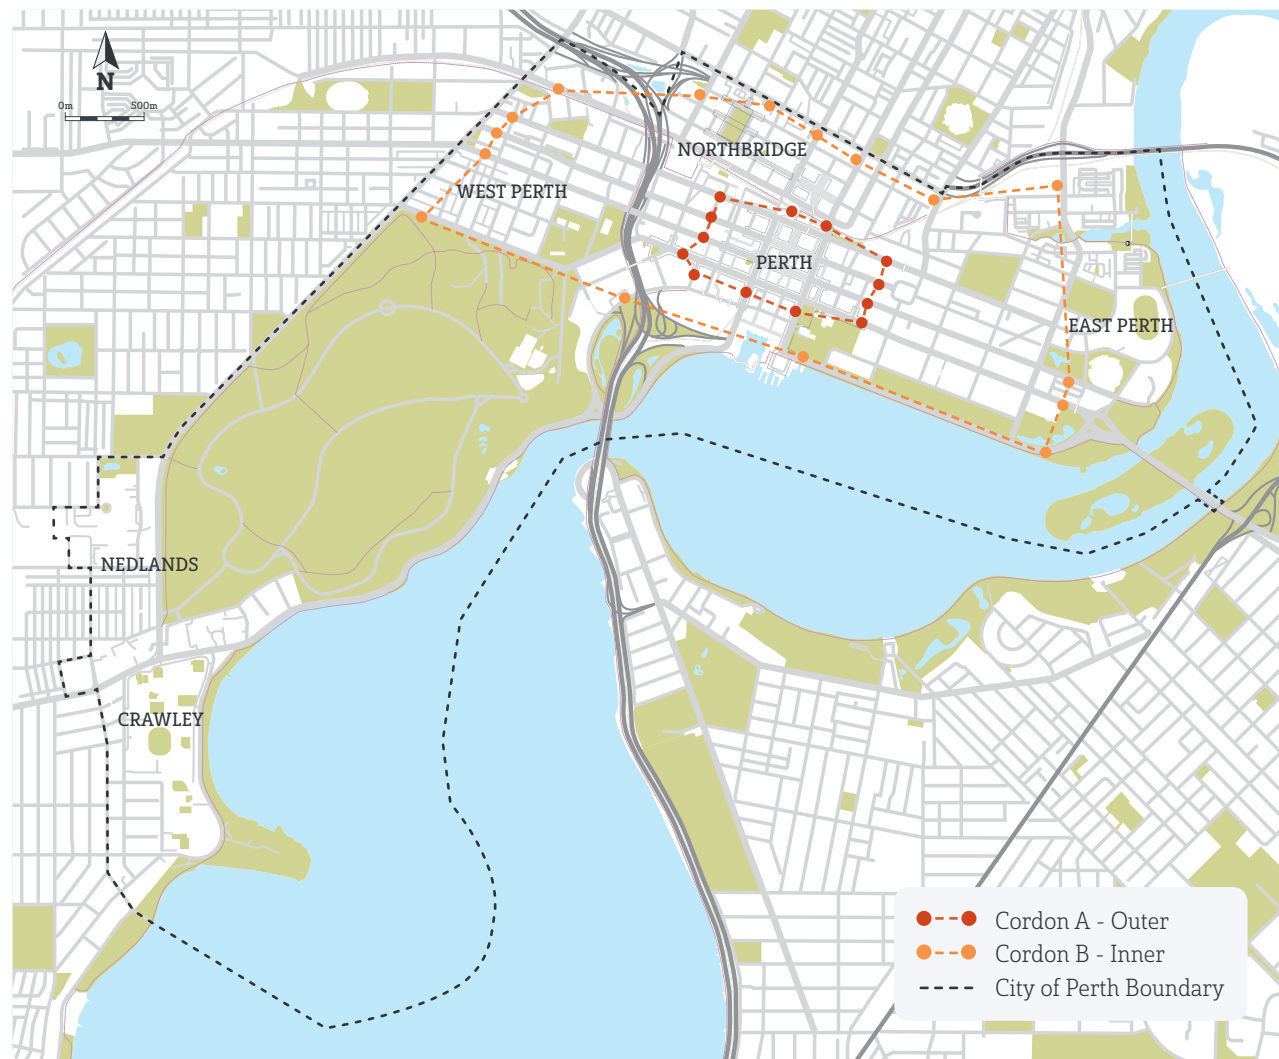 N
0m 500m
NORTHBRIDGE
WEST PERTH
PERTH
EAST PERTH
NEDLANDS
CRAWLEY
Cordon A - Outer
Cordon B - Inner
City of Perth Boundary